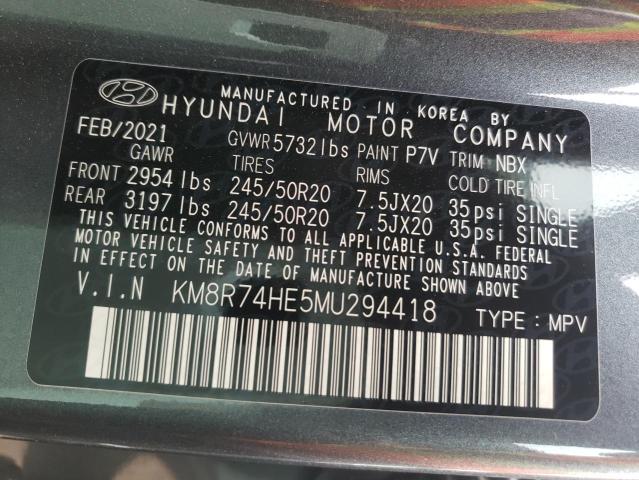 MANUFACTURED IN KOREA BY
HYUNDAI MOTOR COMPANY
FEB/2021 GVWR 5732 lbs PAINT P7V TRIM NBX
GAWR TIRES RIMS COLD TIRE INFL
FRONT 2954 lbs 245/50R20 7.5JX20 35psi SINGLE
REAR 3197 lbs 245/50R20 7.5JX20 35psi SINGLE
THIS VEHICLE CONFORMS TO ALL APPLICABLE U.S.A. FEDERAL
MOTOR VEHICLE SAFETY AND THEFT PREVENTION STANDARDS
IN EFFECT ON THE DATE OF MANUFACTURE SHOWN ABOVE.
V.I.N KM8R74HE5MU294418 TYPE : MPV